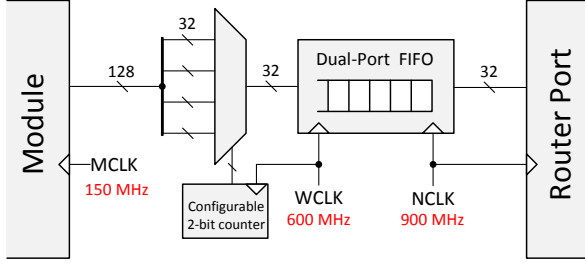 Module
128
32
32
Dual-Port FIFO
32
Router Port
MCLK
150 MHz
Configurable
2-bit counter
WCLK
600 MHz
NCLK
900 MHz